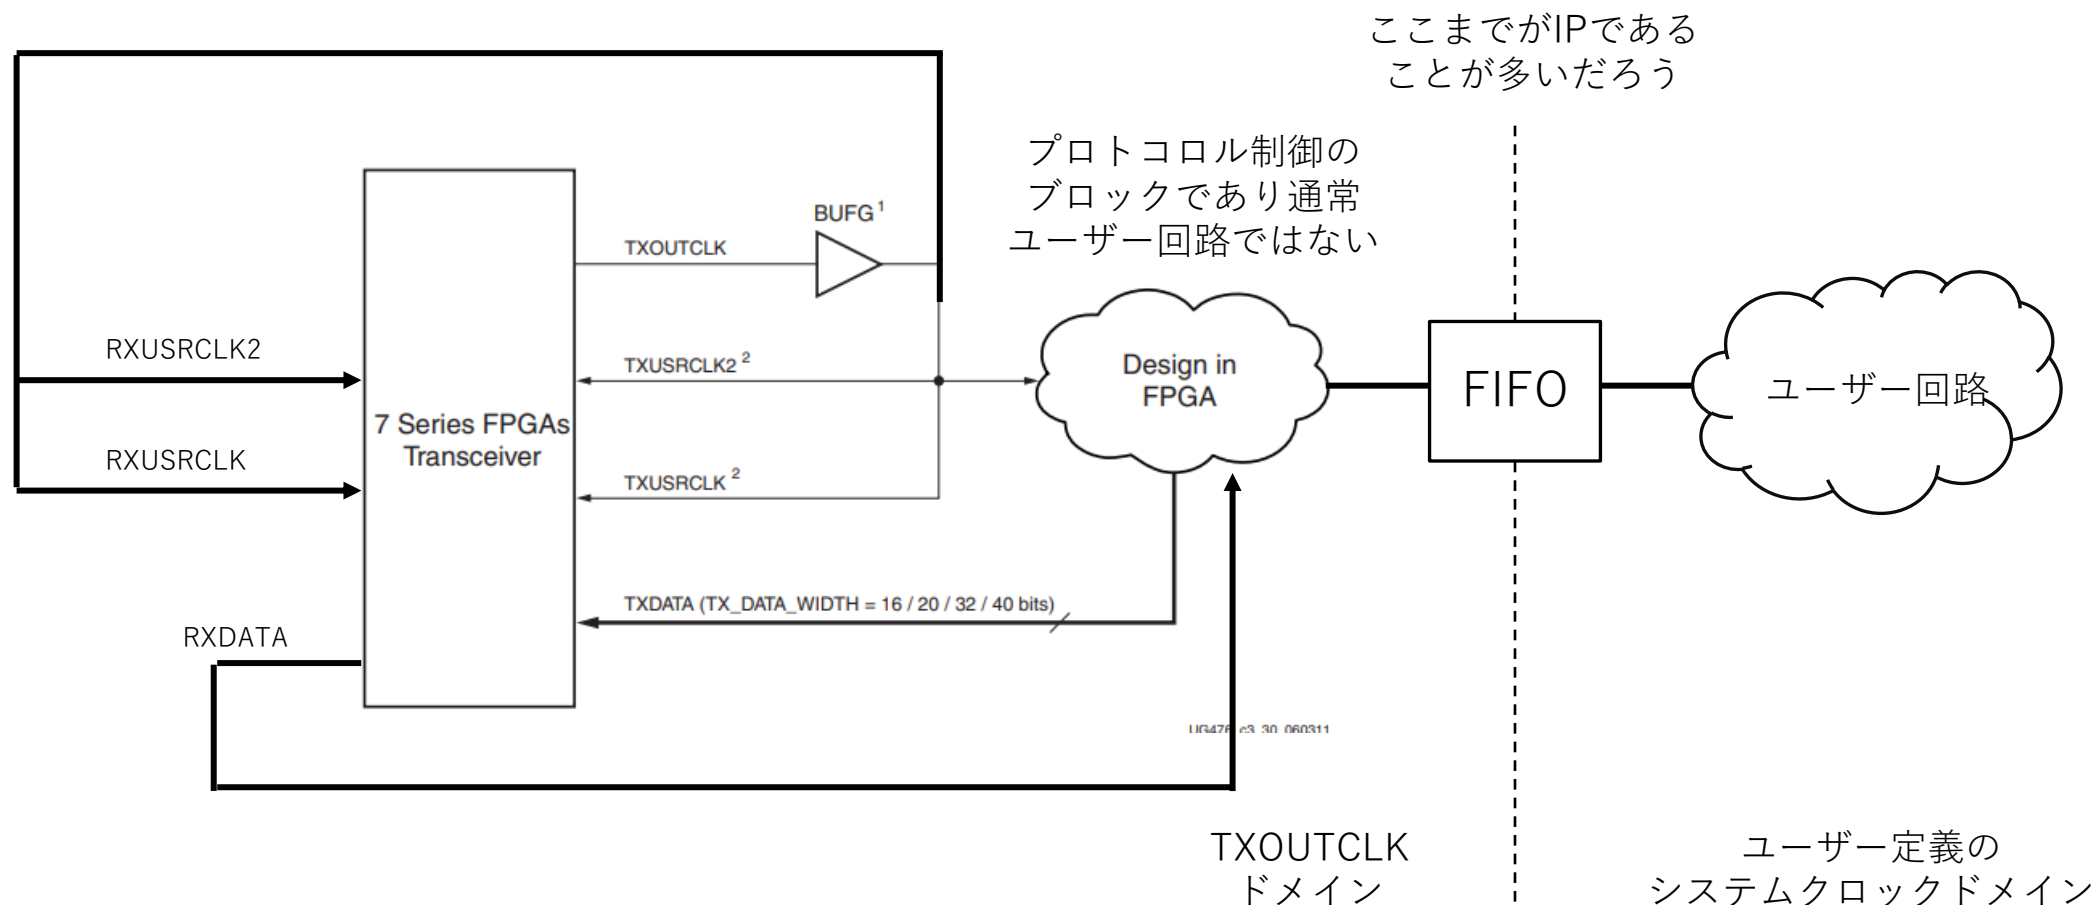 ここまでがIPである
ことが多いだろう
プロトコロル制御の
ブロックであり通常
ユーザー回路ではない
BUFG 1
TXOUTCLK
RXUSRCLK2
TXUSRCLK2 2
7 Series FPGAs
Transceiver
Design in
FPGA
FIFO
ユーザー回路
RXUSRCLK
TXUSRCLK 2
TXDATA (TX_DATA_WIDTH = 16 / 20 / 32 / 40 bits)
RXDATA
UG476_c3_30_060311
TXOUTCLK
ドメイン
ユーザー定義の
システムクロックドメイン